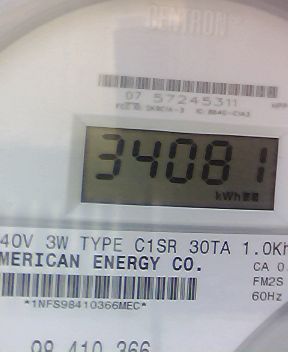 CENTRON
07 57245311
34081
kWh
40V 3W TYPE C1SR 30TA 1.0Kh
MERICAN ENERGY CO.
CA 0.
FM2S
60Hz
*1NFS98410366MEC*
98 410 366